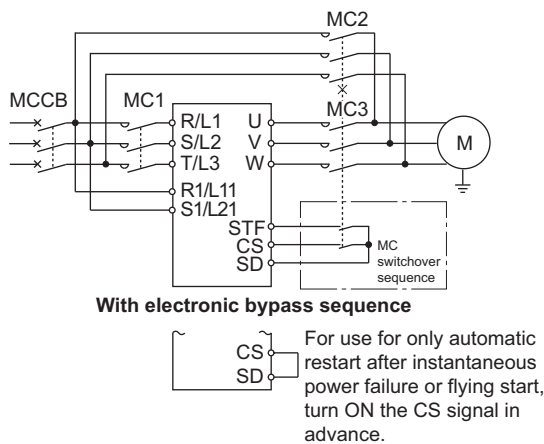 MC2
MCCB
MC1
MC3
R/L1
U
S/L2
V
M
T/L3
W
R1/L11
S1/L21
STF
CS
SD
MC
switchover
sequence
With electronic bypass sequence
CS
SD
For use for only automatic
restart after instantaneous
power failure or flying start,
turn ON the CS signal in
advance.